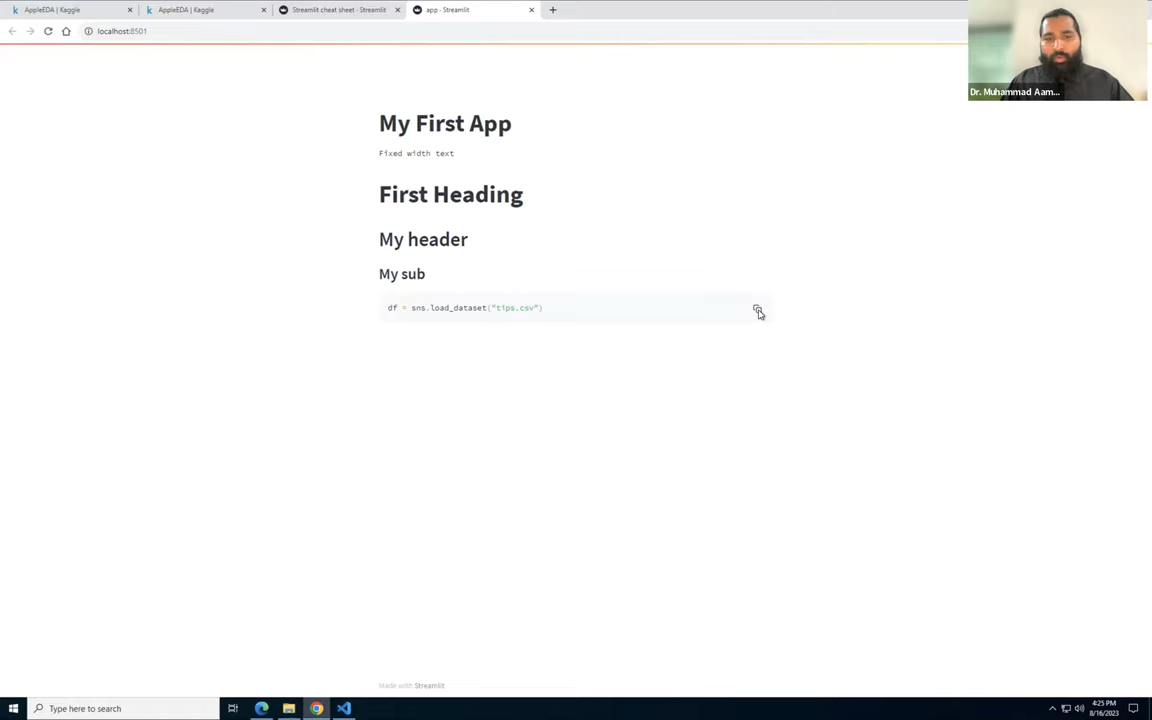 AppleEDA | Kaggle
AppleEDA | Kaggle
Streamlit cheat sheet - Streamlit
app - Streamlit
localhost:8501
Dr. Muhammad Aam...
My First App
Fixed width text
First Heading
My header
My sub
df = sns.load_dataset("tips.csv")
Made with Streamlit
Type here to search
4:25 PM
8/16/2023